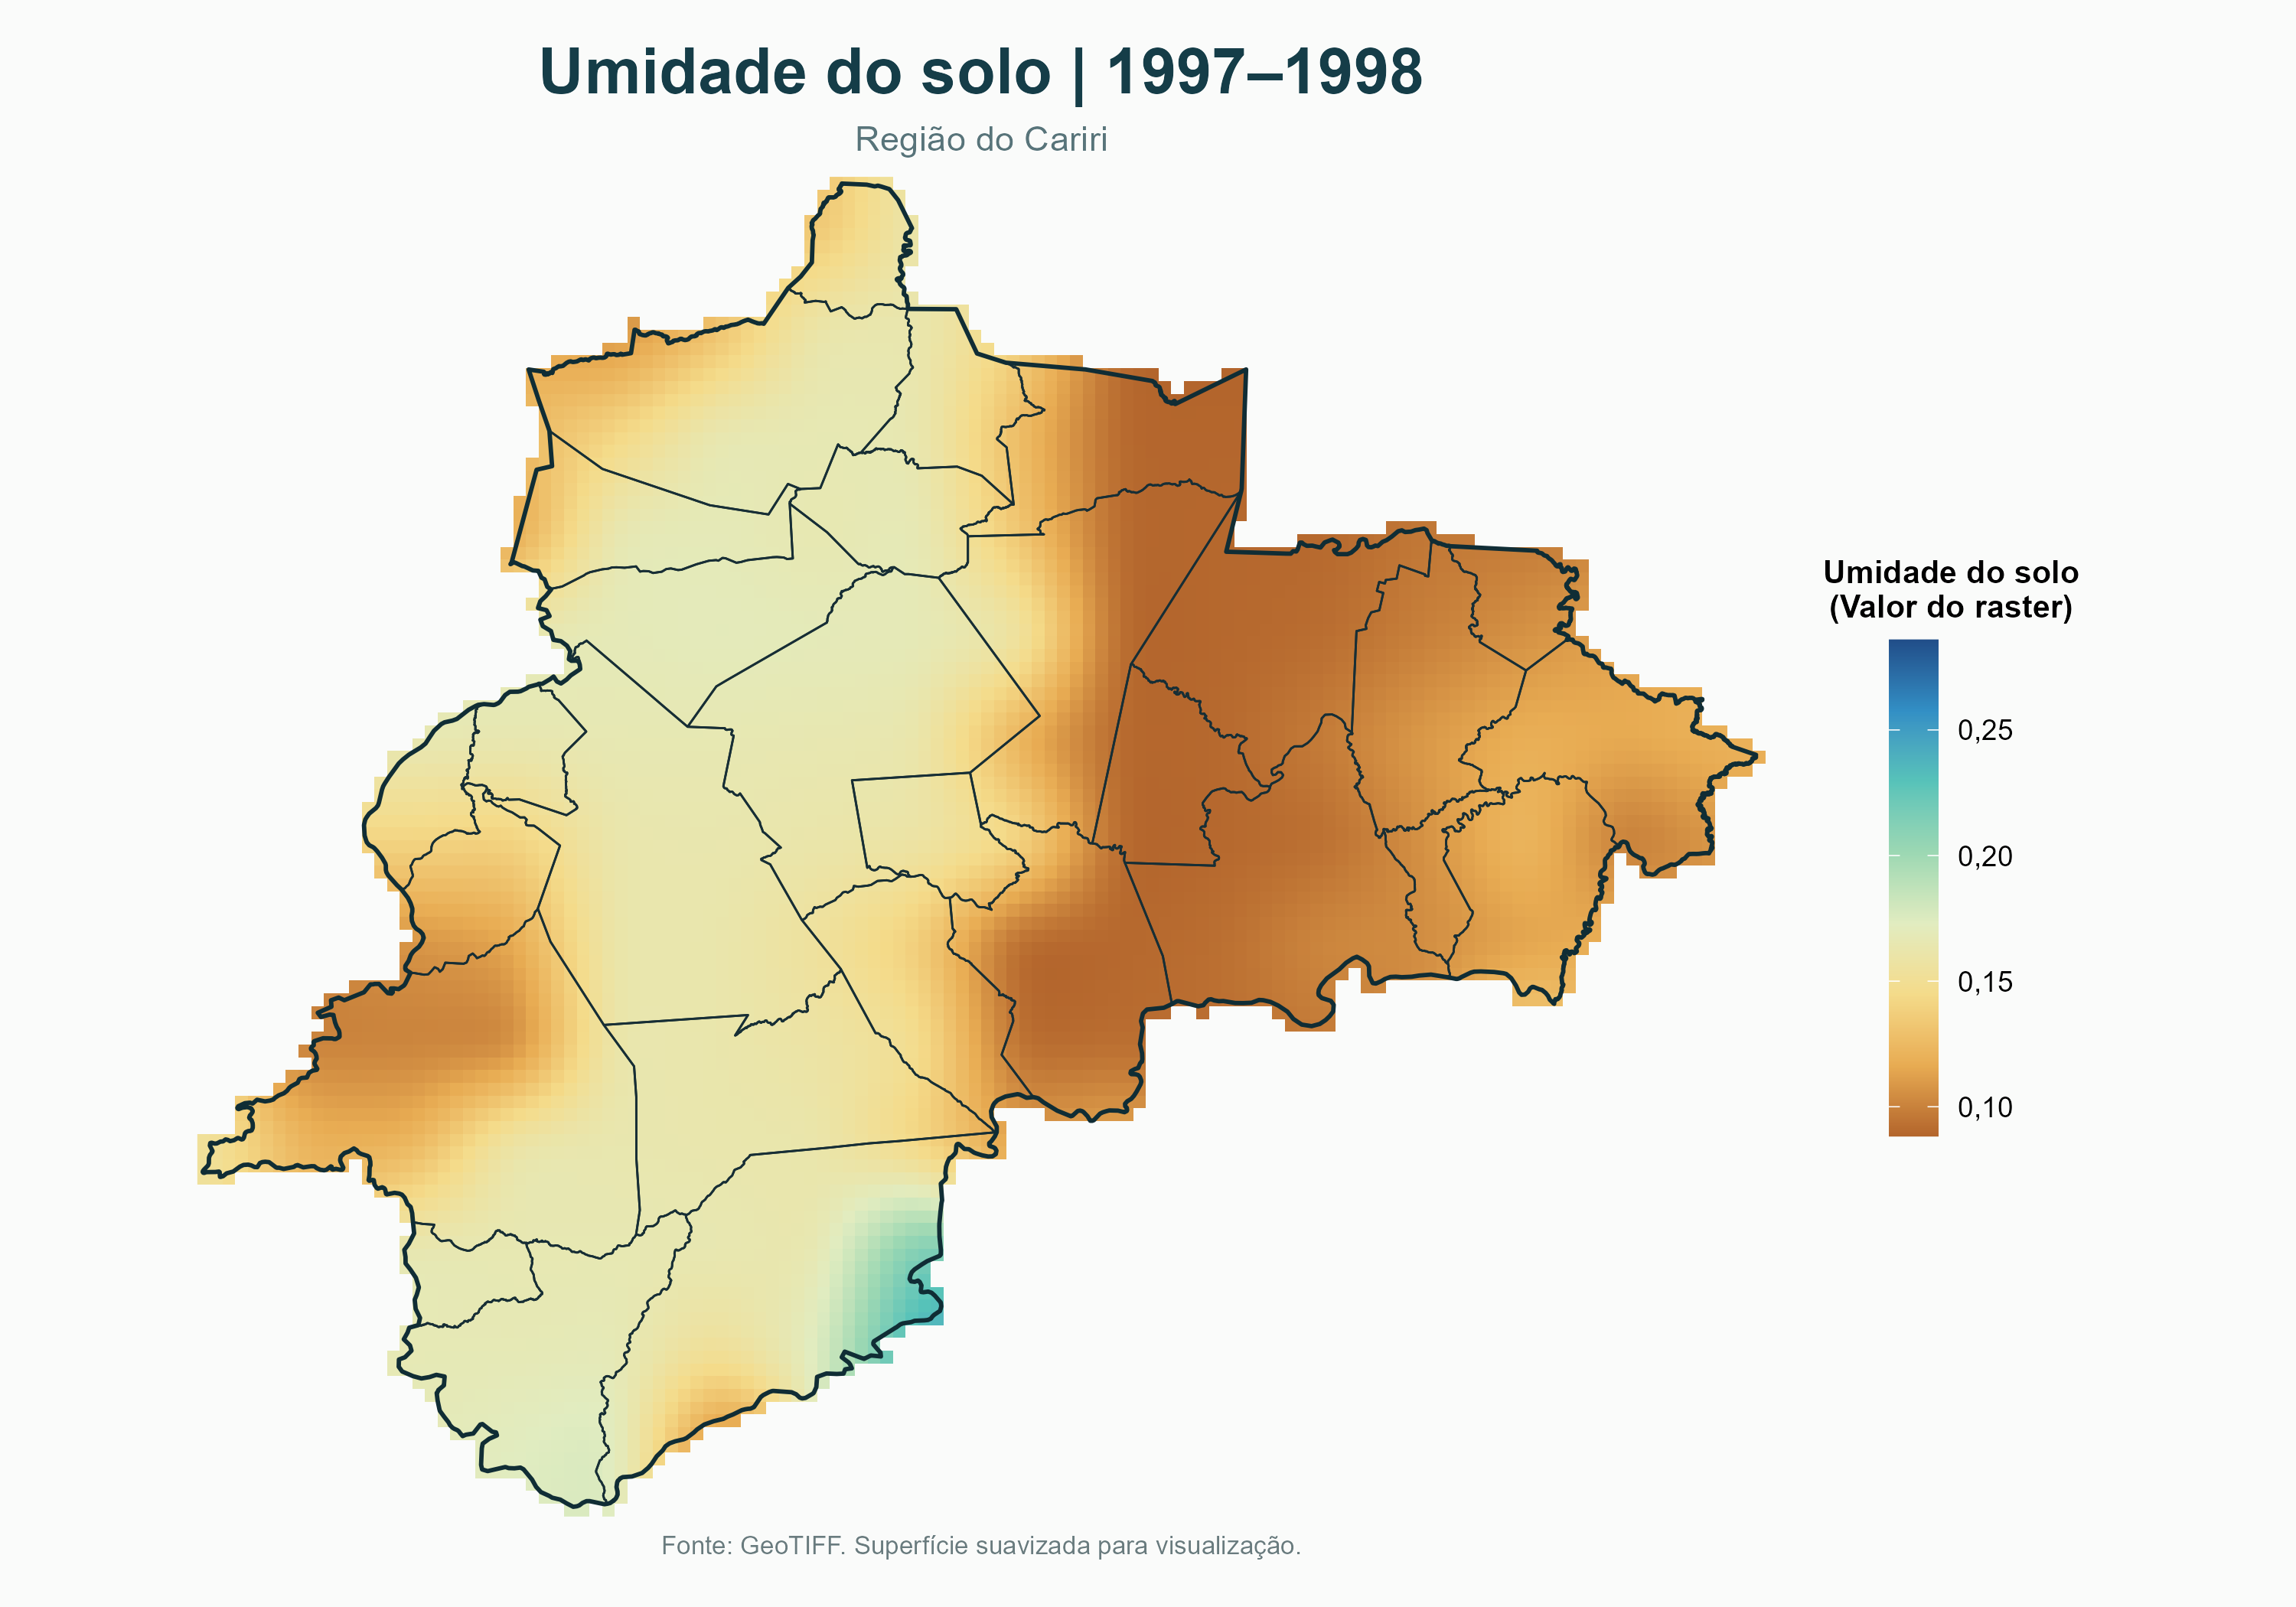 Umidade do solo | 1997–1998
Região do Cariri
Umidade do solo
(Valor do raster)
0,25
0,20
0,15
0,10
Fonte: GeoTIFF. Superfície suavizada para visualização.